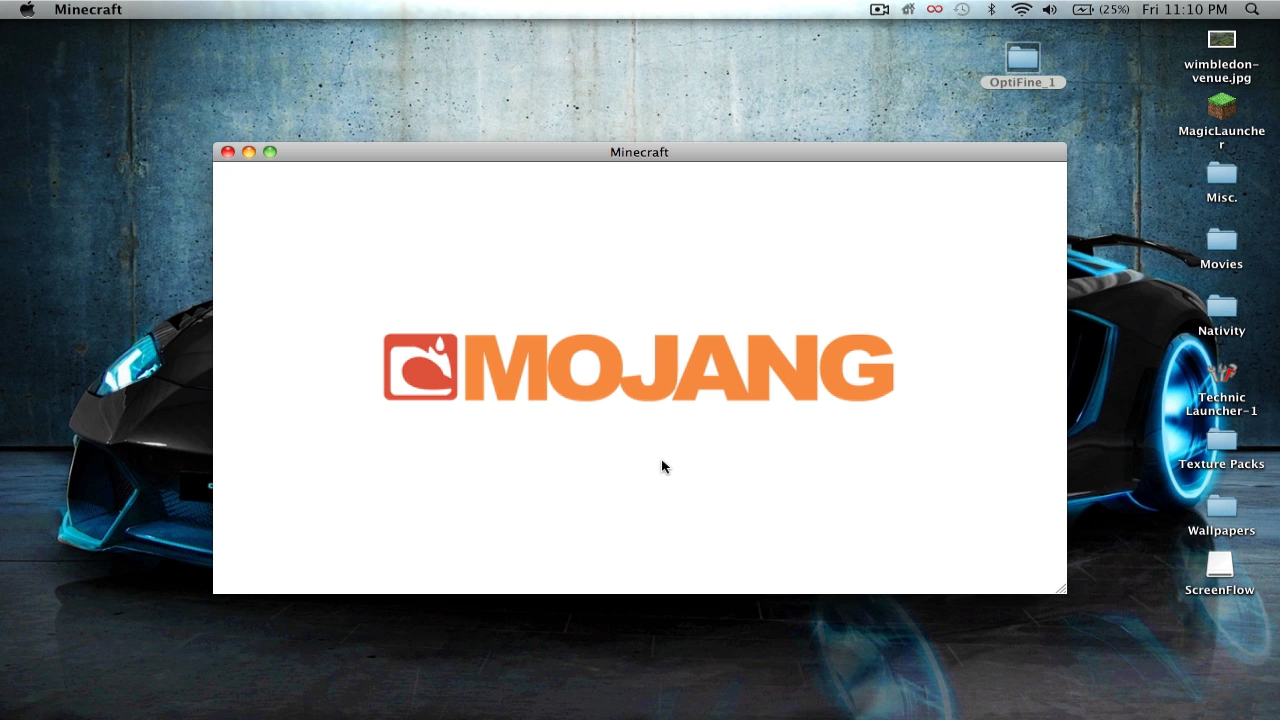 Minecraft
(25%) Fri 11:10 PM
OptiFine_1
wimbledon-
venue.jpg
MagicLaunche
r
Misc.
Movies
Nativity
Technic
Launcher-1
Texture Packs
Wallpapers
ScreenFlow
Minecraft
MOJANG